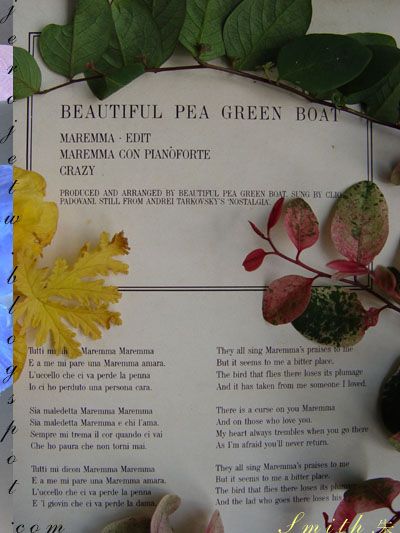 BEAUTIFUL PEA GREEN BOAT
MAREMMA · EDIT
MAREMMA CON PIANÒFORTE
CRAZY
PRODUCED AND ARRANGED BY BEAUTIFUL PEA GREEN BOAT. SUNG BY CLIO
PADOVANI. STILL FROM ANDREI TARKOVSKY'S 'NOSTALGIA'.
Tutti mi dicon Maremma Maremma
E a me mi pare una Maremma amara.
L'uccello che ci va perde la penna
Io ci ho perduto una persona cara.
Sia maledetta Maremma Maremma
Sia maledetta Maremma e chi l'ama.
Sempre mi trema il cor quando ci vai
Che ho paura che non torni mai.
Tutti mi dicon Maremma Maremma
E a me mi pare una Maremma amara.
L'uccello che ci va perde la penna
E 'l giovin che ci va perde la dama.
They all sing Maremma's praises to me
But it seems to me a bitter place.
The bird that flies there loses its plumage
And it has taken from me someone I loved.
There is a curse on you Maremma
And on those who love you.
My heart always trembles when you go there
As I'm afraid you'll never return.
They all sing Maremma's praises to me
But it seems to me a bitter place.
The bird that flies there loses its plumage
And the lad who goes there loses his
jerojetw.blogspot.com
Smith